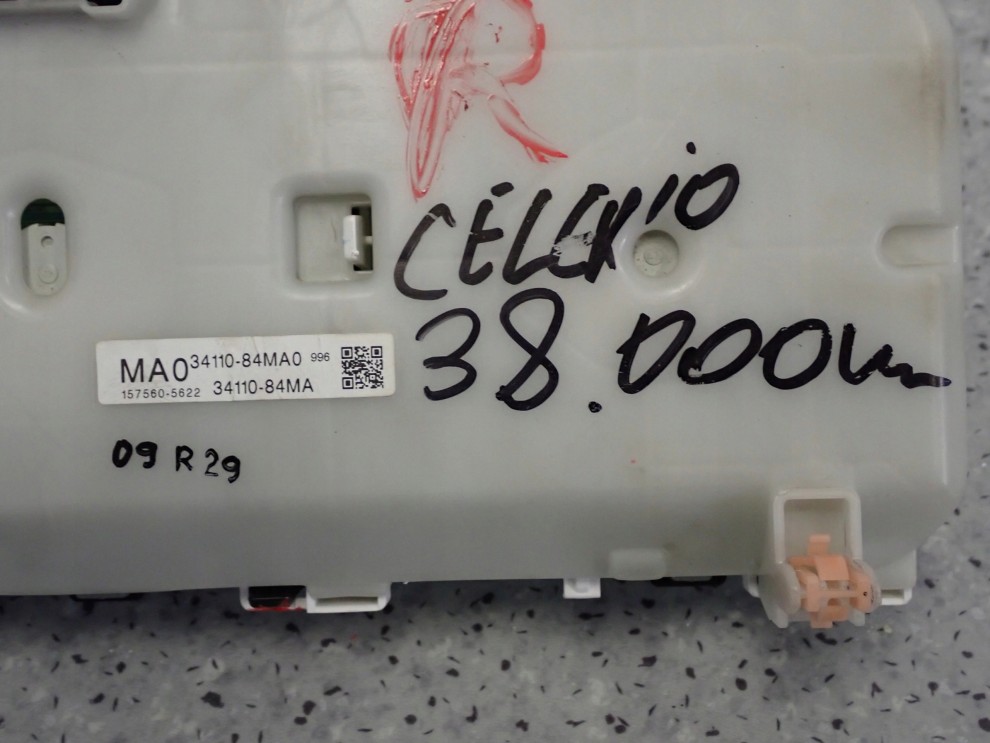 R
CELERIO
38.000km
MA0 34110-84MA0 996
157560-5622 34110-84MA
09 R 29